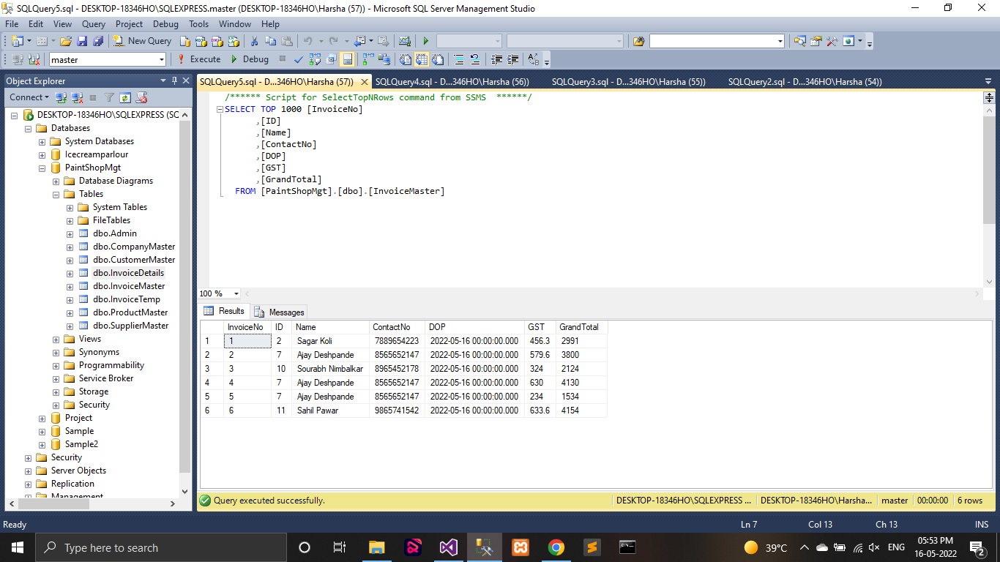 SQLQuery5.sql - DESKTOP-18346HO\SQLEXPRESS.master (DESKTOP-18346HO\Harsha (57)) - Microsoft SQL Server Management Studio
File Edit View Query Project Debug Tools Window Help
New Query
master Execute Debug
Object Explorer
Connect
DESKTOP-18346HO\SQLEXPRESS (SC
Databases
System Databases
Icecreamparlour
PaintShopMgt
Database Diagrams
Tables
System Tables
FileTables
dbo.Admin
dbo.CompanyMaster
dbo.CustomerMaster
dbo.InvoiceDetails
dbo.InvoiceMaster
dbo.InvoiceTemp
dbo.ProductMaster
dbo.SupplierMaster
Views
Synonyms
Programmability
Service Broker
Storage
Security
Project
Sample
Sample2
Security
Server Objects
Replication
Management
SQLQuery5.sql - D...346HO\Harsha (57)) SQLQuery4.sql - D...346HO\Harsha (56)) SQLQuery3.sql - D...346HO\Harsha (55)) SQLQuery2.sql - D...346HO\Harsha (54))
/****** Script for SelectTopNRows command from SSMS ******/
SELECT TOP 1000 [InvoiceNo]
,[ID]
,[Name]
,[ContactNo]
,[DOP]
,[GST]
,[GrandTotal]
FROM [PaintShopMgt].[dbo].[InvoiceMaster]
100 %
Results Messages
InvoiceNo ID Name ContactNo DOP GST GrandTotal
1 1 2 Sagar Koli 7889654223 2022-05-16 00:00:00.000 456.3 2991
2 2 7 Ajay Deshpande 8565652147 2022-05-16 00:00:00.000 579.6 3800
3 3 10 Sourabh Nimbalkar 8965452178 2022-05-16 00:00:00.000 324 2124
4 4 7 Ajay Deshpande 8565652147 2022-05-16 00:00:00.000 630 4130
5 5 7 Ajay Deshpande 8565652147 2022-05-16 00:00:00.000 234 1534
6 6 11 Sahil Pawar 9865741542 2022-05-16 00:00:00.000 633.6 4154
Query executed successfully. DESKTOP-18346HO\SQLEXPRESS ... DESKTOP-18346HO\Harsha... master 00:00:00 6 rows
Ready Ln 7 Col 13 Ch 13 INS
Type here to search 39°C ENG 05:53 PM
16-05-2022 2